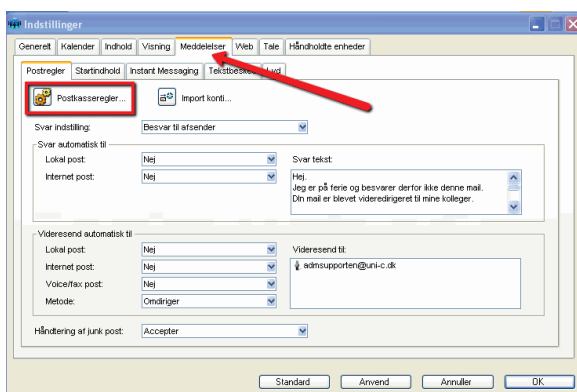 Indstillinger
Generelt Kalender Indhold Visning Meddelelser Web Tale Håndholdte enheder
Postregler Startindhold Instant Messaging Tekstbesked Lyd
Postkasseregler... Import konti...
Svar indstilling: Besvar til afsender
Svar automatisk til
Lokal post: Nej Svar tekst:
Internet post: Nej
Hej.
Jeg er på ferie og besvarer derfor ikke denne mail.
DIn mail er blevet videredirigeret til mine kolleger.
Videresend automatisk til
Lokal post: Nej Videresend til:
Internet post: Nej admsupporten@uni-c.dk
Voice/fax post: Nej
Metode: Omdiriger
Håndtering af junk post: Accepter
Standard Anvend Annuller OK